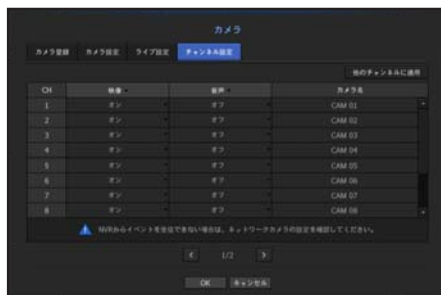 カメラ
カメラ登録 カメラ設定 ライブ設定 チャンネル設定
他のチャンネルに適用
CH 映像 音声 カメラ名
1 オン オフ CAM 01
2 オン オフ CAM 02
3 オン オフ CAM 03
4 オン オフ CAM 04
5 オン オフ CAM 05
6 オン オフ CAM 06
7 オン オフ CAM 07
8 オン オフ CAM 08
NVRからイベントを受信できない場合は、ネットワークカメラの設定を確認してください。
< 1/2 >
OK キャンセル